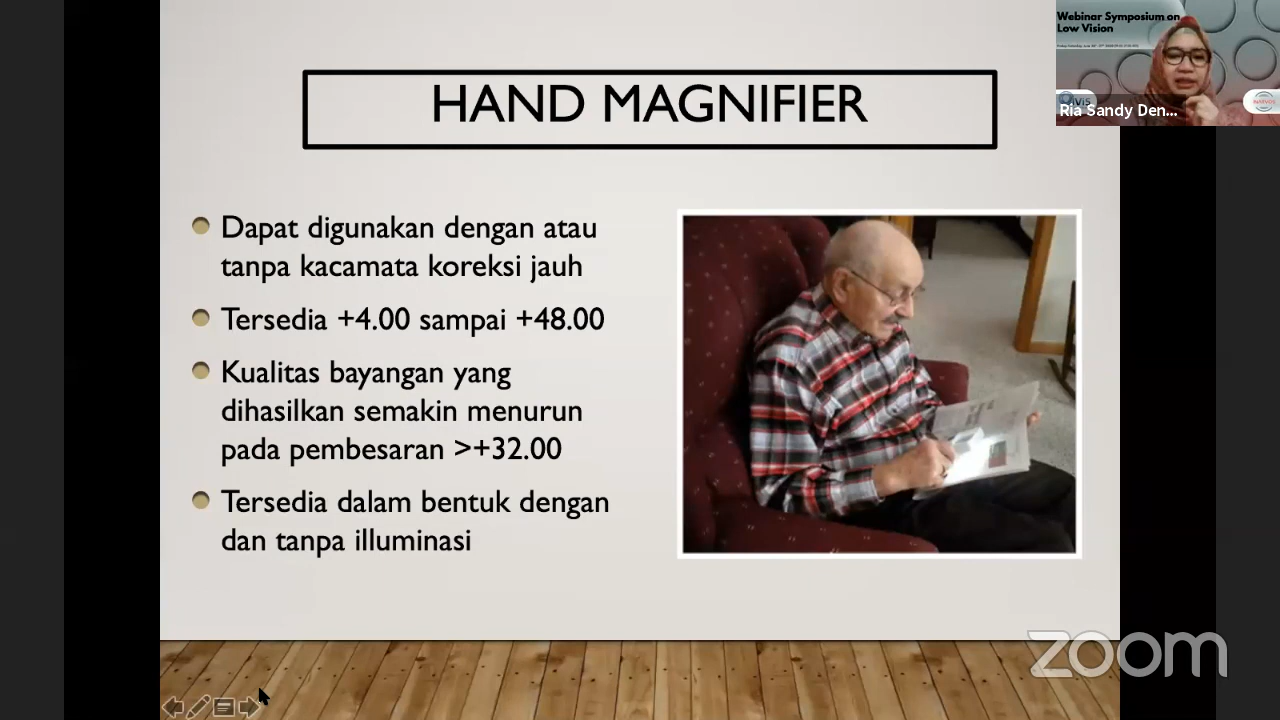 HAND MAGNIFIER
Dapat digunakan dengan atau
tanpa kacamata koreksi jauh
Tersedia +4.00 sampai +48.00
Kualitas bayangan yang
dihasilkan semakin menurun
pada pembesaran >+32.00
Tersedia dalam bentuk dengan
dan tanpa illuminasi
Webinar Symposium on
Low Vision
Ria Sandy Den...
zoom